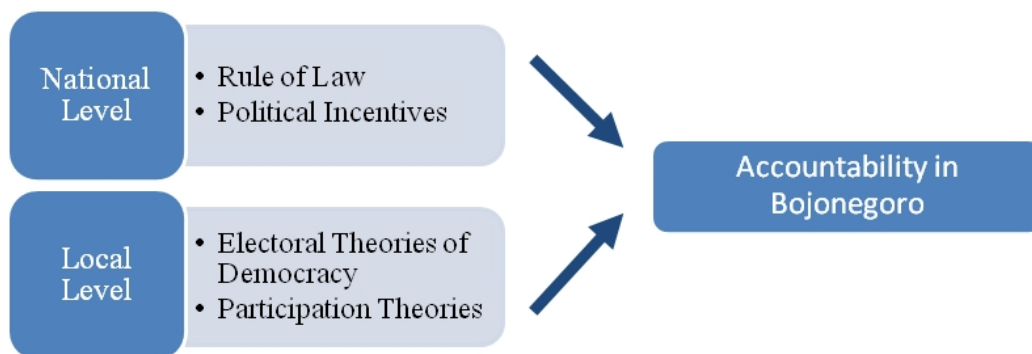 National
Level
• Rule of Law
• Political Incentives
Local
Level
• Electoral Theories of
Democracy
• Participation Theories
Accountability in
Bojonegoro